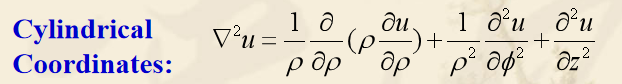 Cylindrical
Coordinates:
∇²u = 1/ρ ∂/∂ρ (ρ ∂u/∂ρ) + 1/ρ² ∂²u/∂ϕ² + ∂²u/∂z²